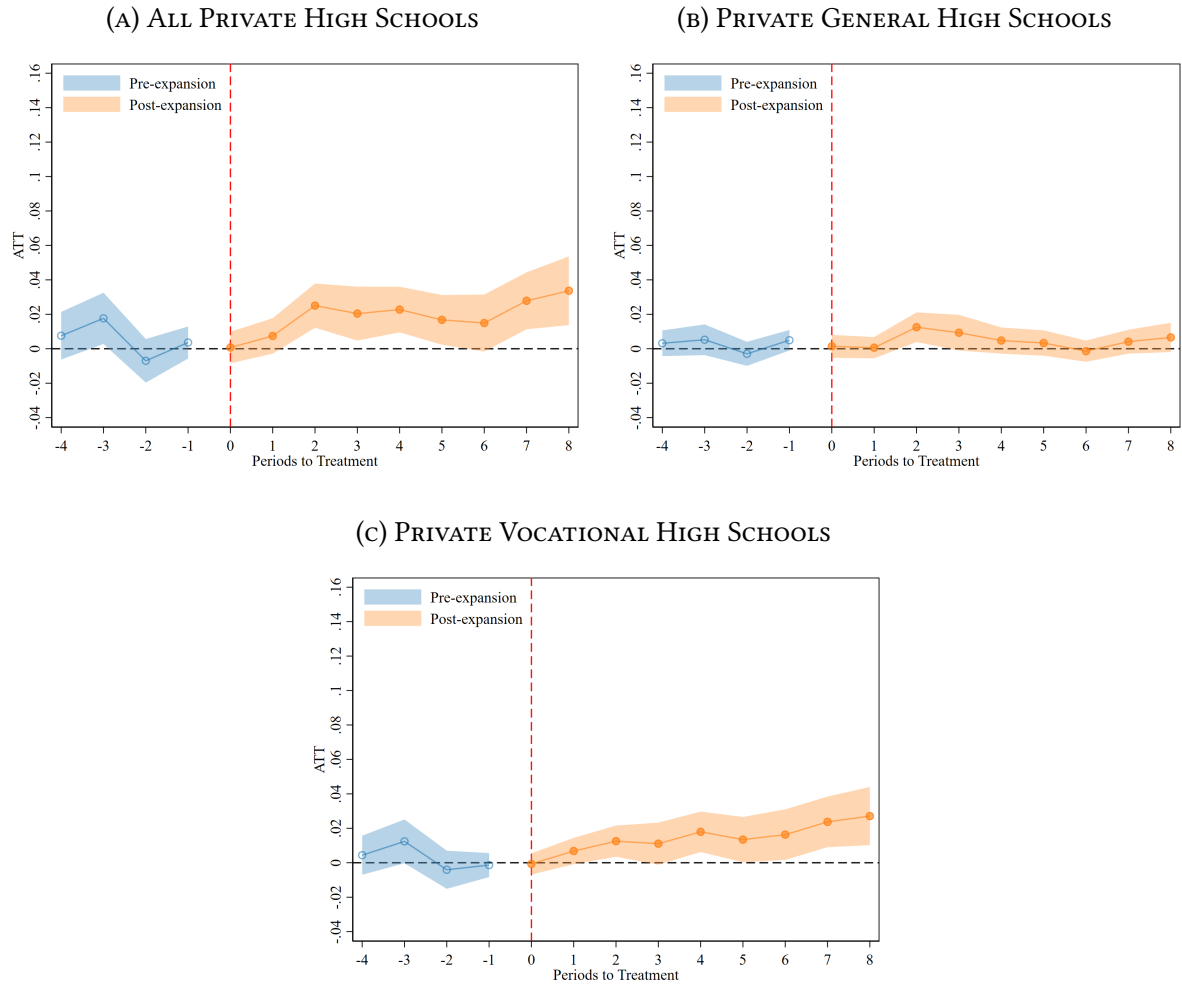 (A) All Private High Schools
(B) Private General High Schools
.16
.14
.12
.1
.08
.06
.04
.02
0
-.02
-.04
ATT
Pre-expansion
Post-expansion
-4 -3 -2 -1 0 1 2 3 4 5 6 7 8
Periods to Treatment
.16
.14
.12
.1
.08
.06
.04
.02
0
-.02
-.04
ATT
Pre-expansion
Post-expansion
-4 -3 -2 -1 0 1 2 3 4 5 6 7 8
Periods to Treatment
(C) Private Vocational High Schools
.16
.14
.12
.1
.08
.06
.04
.02
0
-.02
-.04
ATT
Pre-expansion
Post-expansion
-4 -3 -2 -1 0 1 2 3 4 5 6 7 8
Periods to Treatment